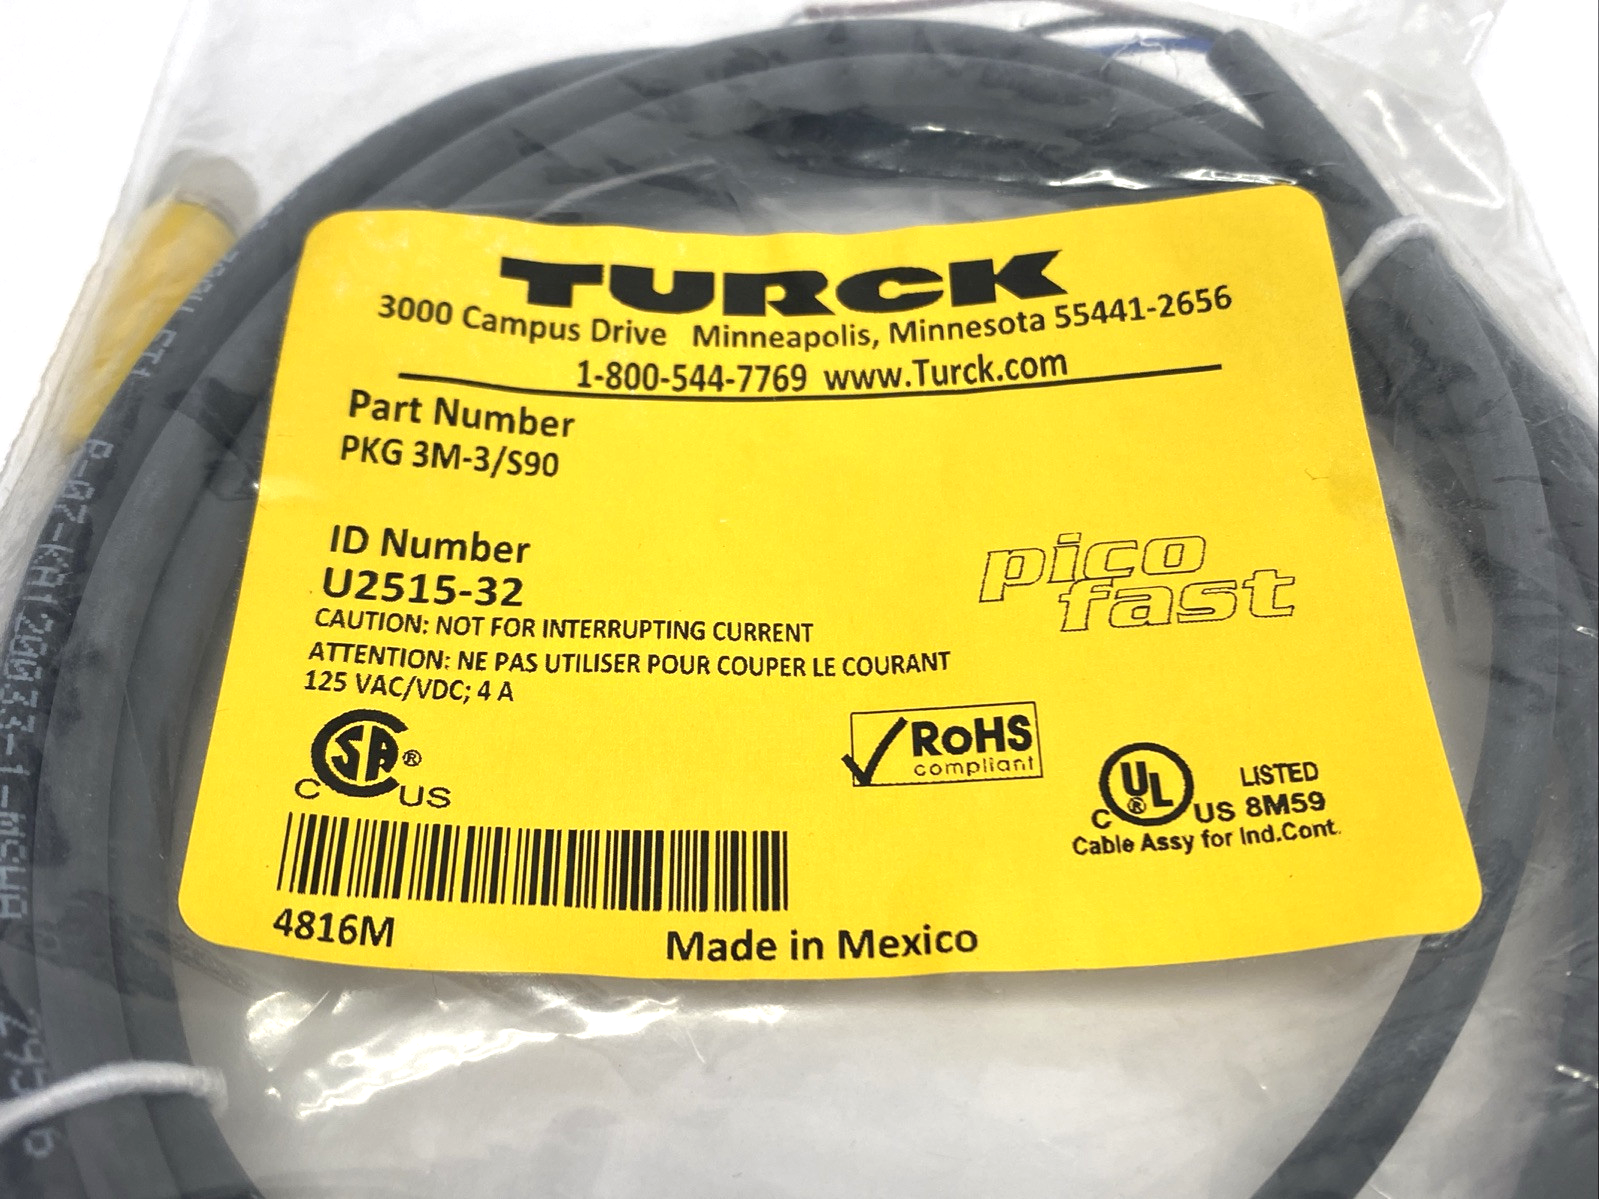 TURCK
3000 Campus Drive Minneapolis, Minnesota 55441-2656
1-800-544-7769 www.Turck.com
Part Number
PKG 3M-3/S90
ID Number
U2515-32
CAUTION: NOT FOR INTERRUPTING CURRENT
ATTENTION: NE PAS UTILISER POUR COUPER LE COURANT
125 VAC/VDC; 4 A
pico
fast
CSA®
C US
RoHS
compliant
C UL® US LISTED
8M59
Cable Assy for Ind.Cont.
4816M
Made in Mexico